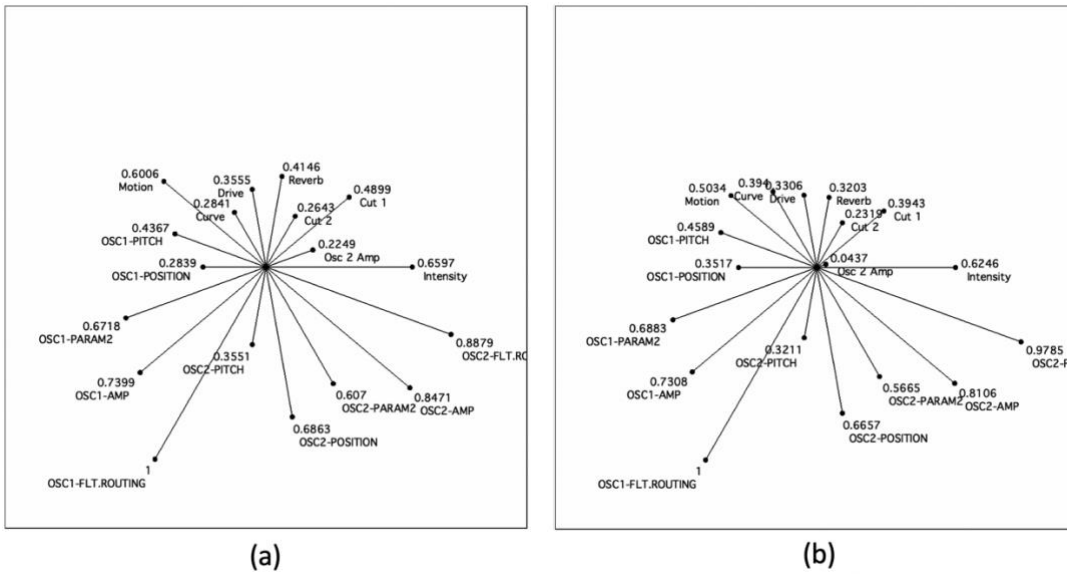 0.6006
Motion
0.3555
Drive
0.4146
Reverb
0.4899
Cut 1
0.2841
Curve
0.2643
Cut 2
0.4367
OSC1-PITCH
0.2249
Osc 2 Amp
0.2839
OSC1-POSITION
0.6597
Intensity
0.6718
OSC1-PARAM2
0.8879
OSC2-FLT.RO
0.3551
OSC2-PITCH
0.7399
OSC1-AMP
0.607
OSC2-PARAM2
0.8471
OSC2-AMP
0.6863
OSC2-POSITION
1
OSC1-FLT.ROUTING
(a)
0.5034
Motion
0.394
Curve
0.3306
Drive
0.3203
Reverb
0.3943
Cut 1
0.2319
Cut 2
0.4589
OSC1-PITCH
0.0437
Osc 2 Amp
0.3517
OSC1-POSITION
0.6246
Intensity
0.6883
OSC1-PARAM2
0.9785
OSC2-F
0.3211
OSC2-PITCH
0.7308
OSC1-AMP
0.5665
OSC2-PARAM2
0.8106
OSC2-AMP
0.6657
OSC2-POSITION
1
OSC1-FLT.ROUTING
(b)